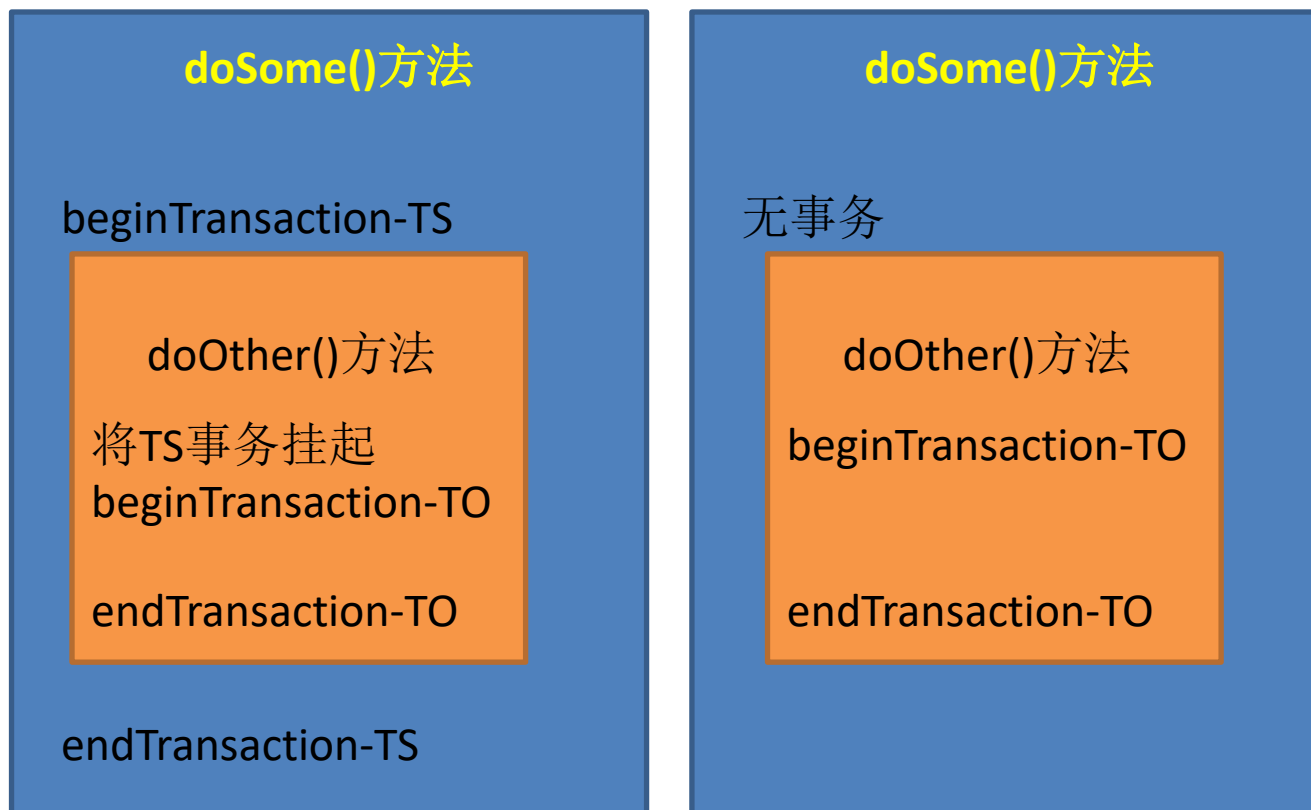 doSome()方法
beginTransaction-TS
doOther()方法
将TS事务挂起
beginTransaction-TO
endTransaction-TO
endTransaction-TS
doSome()方法
无事务
doOther()方法
beginTransaction-TO
endTransaction-TO